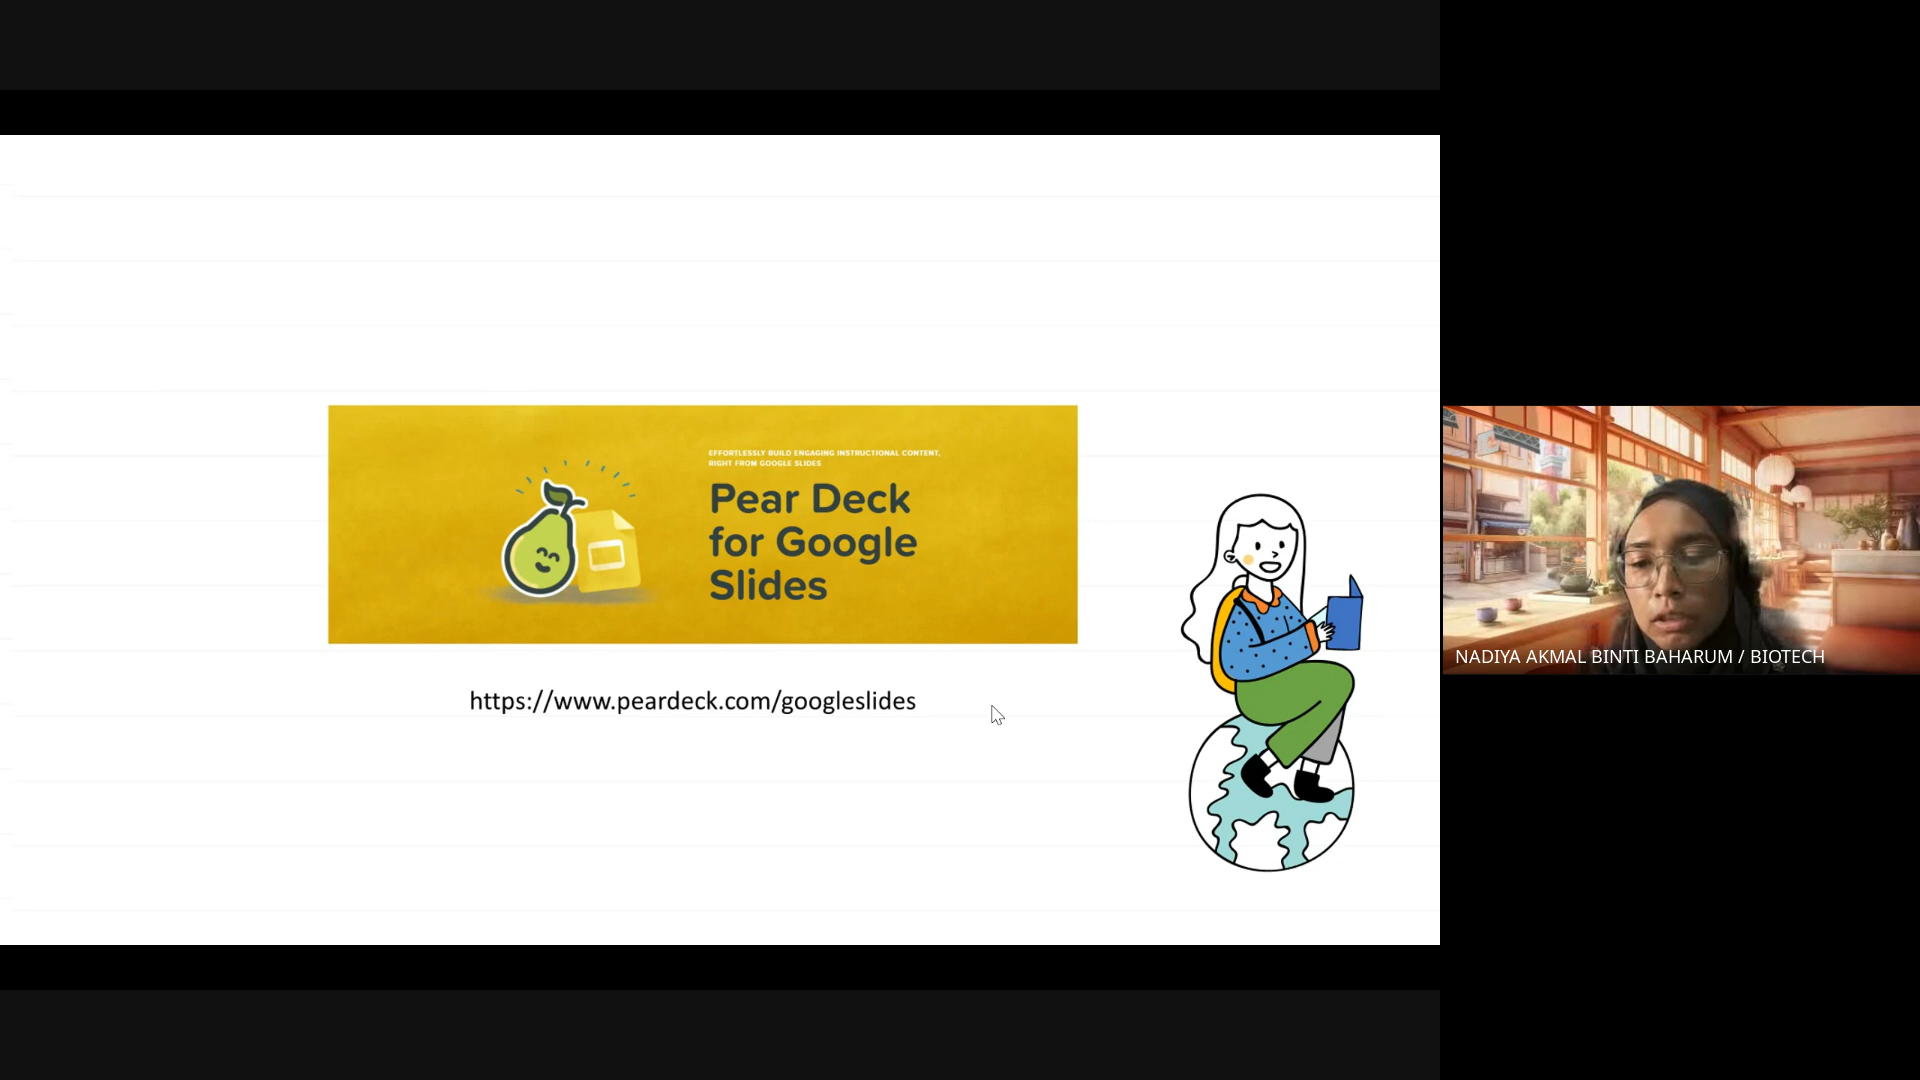 EFFORTLESSLY BUILD ENGAGING INSTRUCTIONAL CONTENT,
RIGHT FROM GOOGLE SLIDES
Pear Deck
for Google
Slides
https://www.peardeck.com/googleslides
NADIYA AKMAL BINTI BAHARUM / BIOTECH